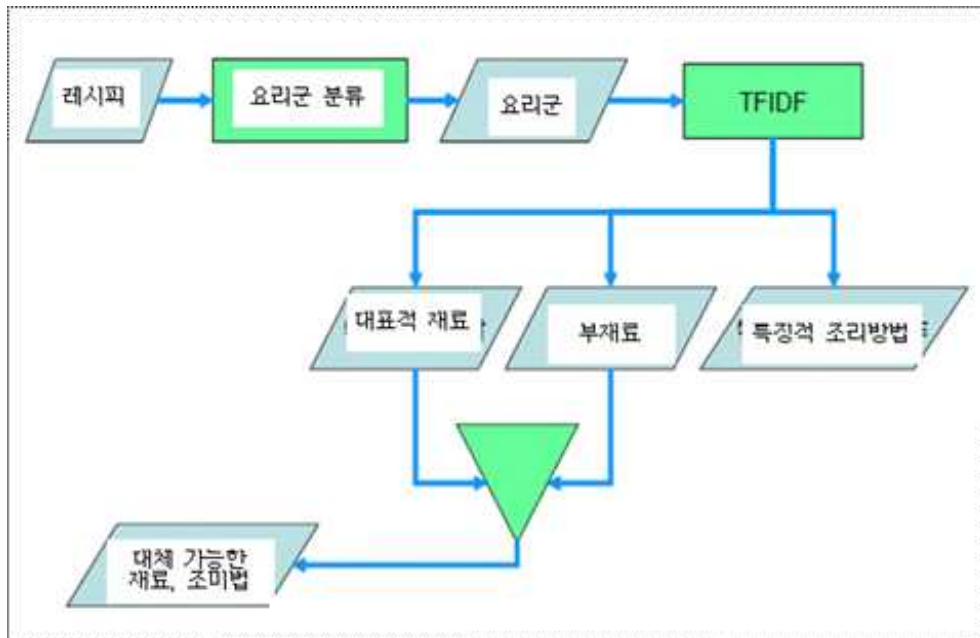 레시피
요리군 분류
요리군
TFIDF
대표적 재료
부재료
특징적 조리방법
대체 가능한
재료, 조미법